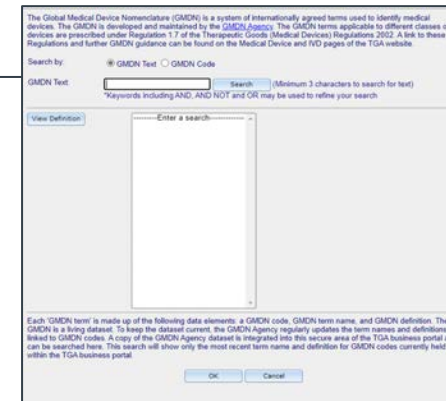 The Global Medical Device Nomenclature (GMDN) is a system of internationally agreed terms used to identify medical
devices. The GMDN is developed and maintained by the GMDN Agency. The GMDN terms applicable to different classes o
devices are prescribed under Regulation 1.7 of the Therapeutic Goods (Medical Devices) Regulations 2002. A link to these
Regulations and further GMDN guidance can be found on the Medical Device and IVD pages of the TGA website.
Search by: GMDN Text GMDN Code
GMDN Text: Search (Minimum 3 characters to search for text)
*Keywords including AND, AND NOT and OR may be used to refine your search
View Definition
----------Enter a search----------
Each 'GMDN term' is made up of the following data elements: a GMDN code, GMDN term name, and GMDN definition. The
GMDN is a living dataset. To keep the dataset current, the GMDN Agency regularly updates the term names and definitions
linked to GMDN codes. A copy of the GMDN Agency dataset is integrated into this secure area of the TGA business portal a
can be searched here. This search will show only the most recent term name and definition for GMDN codes currently held
within the TGA business portal.
OK Cancel